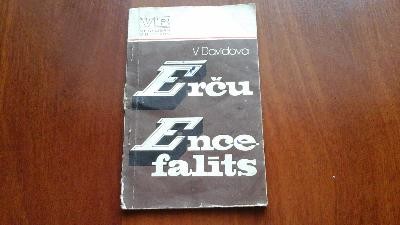 V Davidova
Ērču
Ence-
falīts